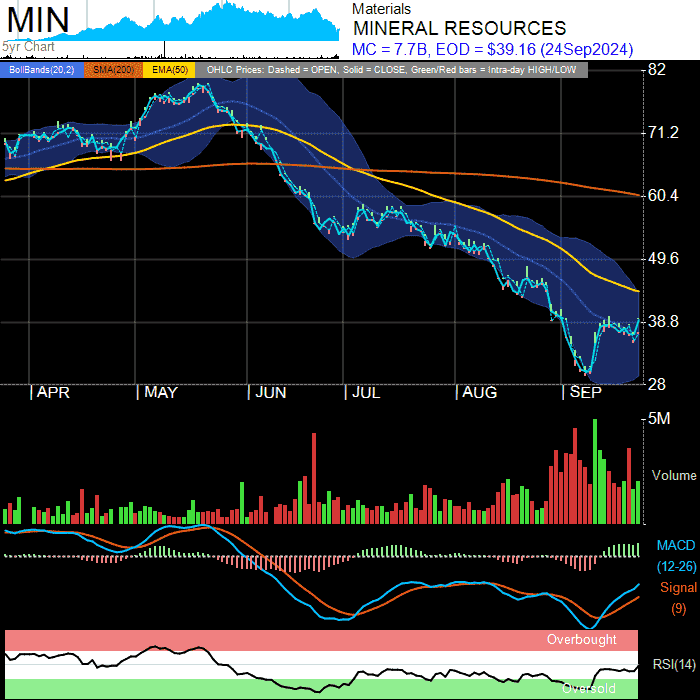 MIN
5yr Chart
Materials
MINERAL RESOURCES
MC = 7.7B, EOD = $39.16 (24Sep2024)
BollBands(20,2) SMA(200) EMA(50) OHLC Prices: Dashed = OPEN, Solid = CLOSE, Green/Red bars = Intra-day HIGH/LOW
82
71.2
60.4
49.6
38.8
28
APR MAY JUN JUL AUG SEP
5M
Volume
MACD
(12-26)
Signal
(9)
Overbought
RSI(14)
Oversold